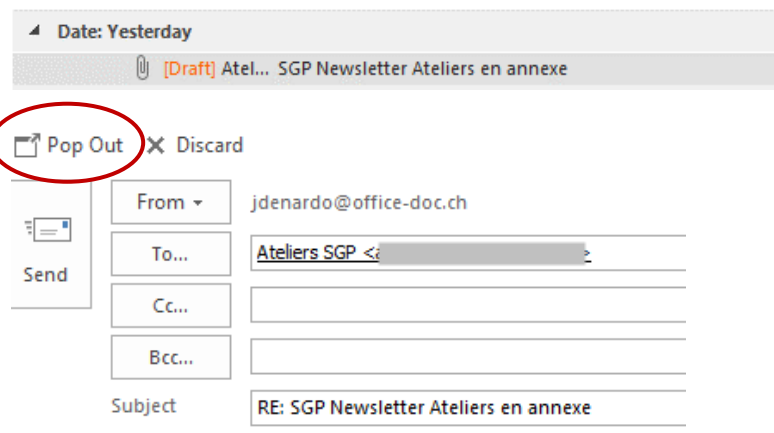 Date: Yesterday
[Draft] Atel... SGP Newsletter Ateliers en annexe
Pop Out Discard
From jdenardo@office-doc.ch
Send
To... Ateliers SGP <
Cc...
Bcc...
Subject RE: SGP Newsletter Ateliers en annexe